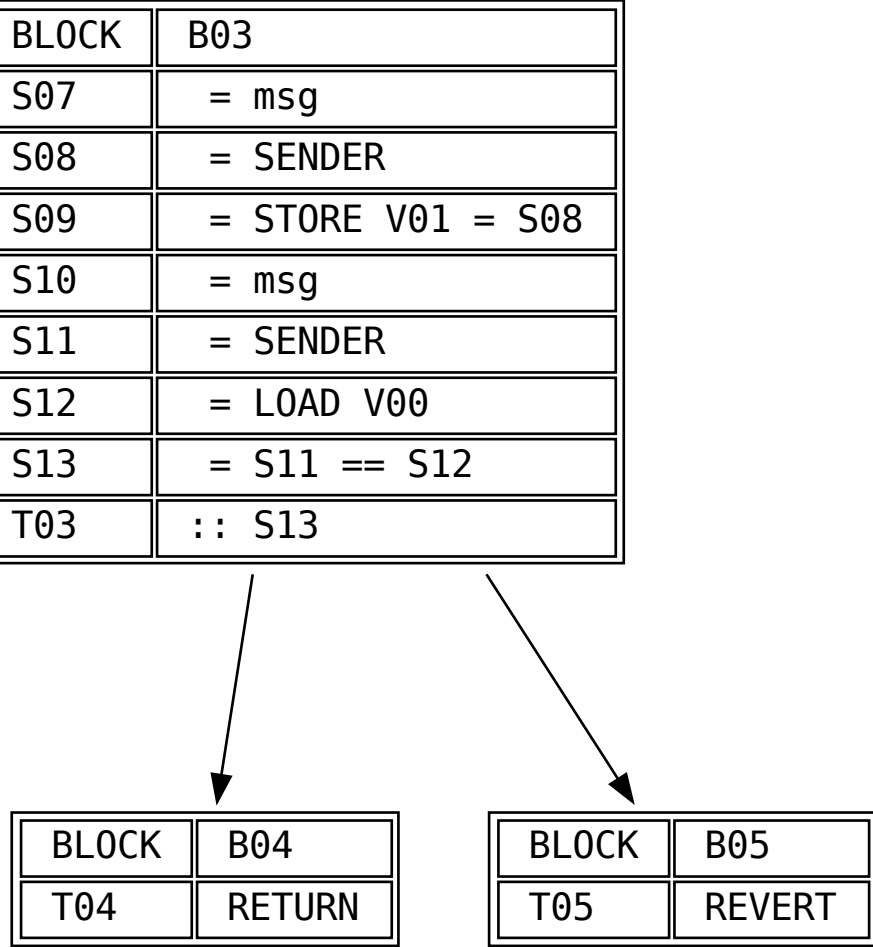 BLOCK B03
S07 = msg
S08 = SENDER
S09 = STORE V01 = S08
S10 = msg
S11 = SENDER
S12 = LOAD V00
S13 = S11 == S12
T03 :: S13
BLOCK B04
T04 RETURN
BLOCK B05
T05 REVERT